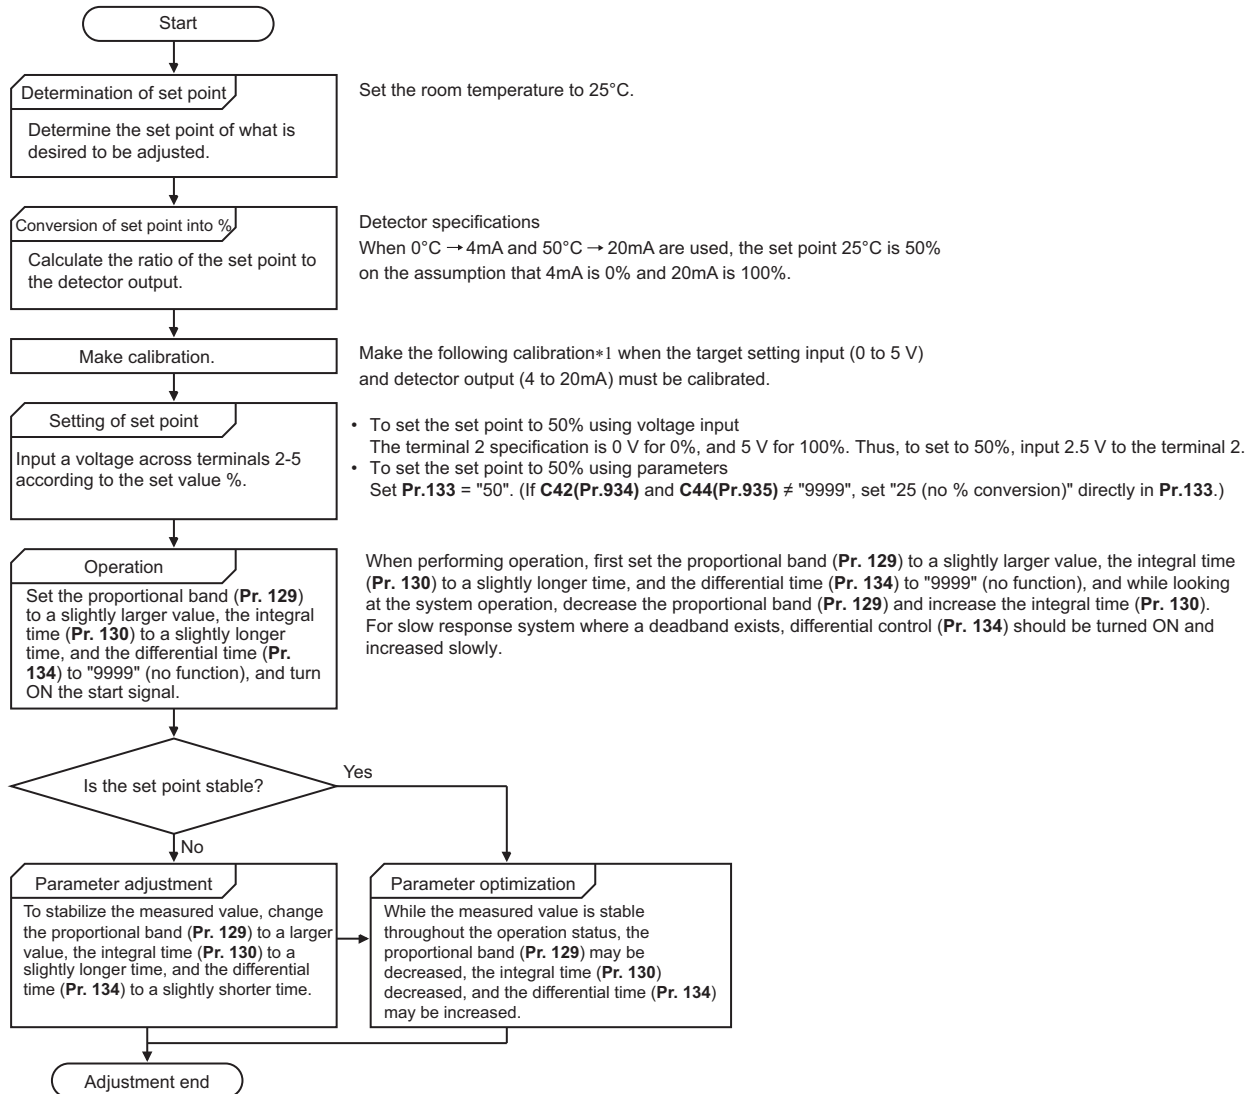 Start
Determination of set point
Determine the set point of what is
desired to be adjusted.
Set the room temperature to 25°C.
Conversion of set point into %
Calculate the ratio of the set point to
the detector output.
Detector specifications
When 0°C → 4mA and 50°C → 20mA are used, the set point 25°C is 50%
on the assumption that 4mA is 0% and 20mA is 100%.
Make calibration.
Make the following calibration*1 when the target setting input (0 to 5 V)
and detector output (4 to 20mA) must be calibrated.
Setting of set point
Input a voltage across terminals 2-5
according to the set value %.
• To set the set point to 50% using voltage input
The terminal 2 specification is 0 V for 0%, and 5 V for 100%. Thus, to set to 50%, input 2.5 V to the terminal 2.
• To set the set point to 50% using parameters
Set Pr.133 = "50". (If C42(Pr.934) and C44(Pr.935) ≠ "9999", set "25 (no % conversion)" directly in Pr.133.)
Operation
Set the proportional band (Pr. 129)
to a slightly larger value, the integral
time (Pr. 130) to a slightly longer
time, and the differential time (Pr.
134) to "9999" (no function), and turn
ON the start signal.
When performing operation, first set the proportional band (Pr. 129) to a slightly larger value, the integral time
(Pr. 130) to a slightly longer time, and the differential time (Pr. 134) to "9999" (no function), and while looking
at the system operation, decrease the proportional band (Pr. 129) and increase the integral time (Pr. 130).
For slow response system where a deadband exists, differential control (Pr. 134) should be turned ON and
increased slowly.
Is the set point stable?
Yes
No
Parameter adjustment
To stabilize the measured value, change
the proportional band (Pr. 129) to a larger
value, the integral time (Pr. 130) to a
slightly longer time, and the differential
time (Pr. 134) to a slightly shorter time.
Parameter optimization
While the measured value is stable
throughout the operation status, the
proportional band (Pr. 129) may be
decreased, the integral time (Pr. 130)
decreased, and the differential time (Pr. 134)
may be increased.
Adjustment end